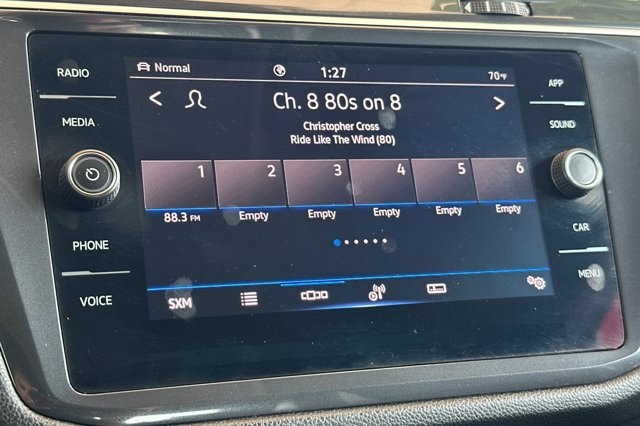 RADIO
MEDIA
PHONE
VOICE
Normal 1:27 70°F
Ch. 8 80s on 8
Christopher Cross
Ride Like The Wind (80)
1 2 3 4 5 6
88.3 FM Empty Empty Empty Empty Empty
SXM
APP
SOUND
CAR
MENU